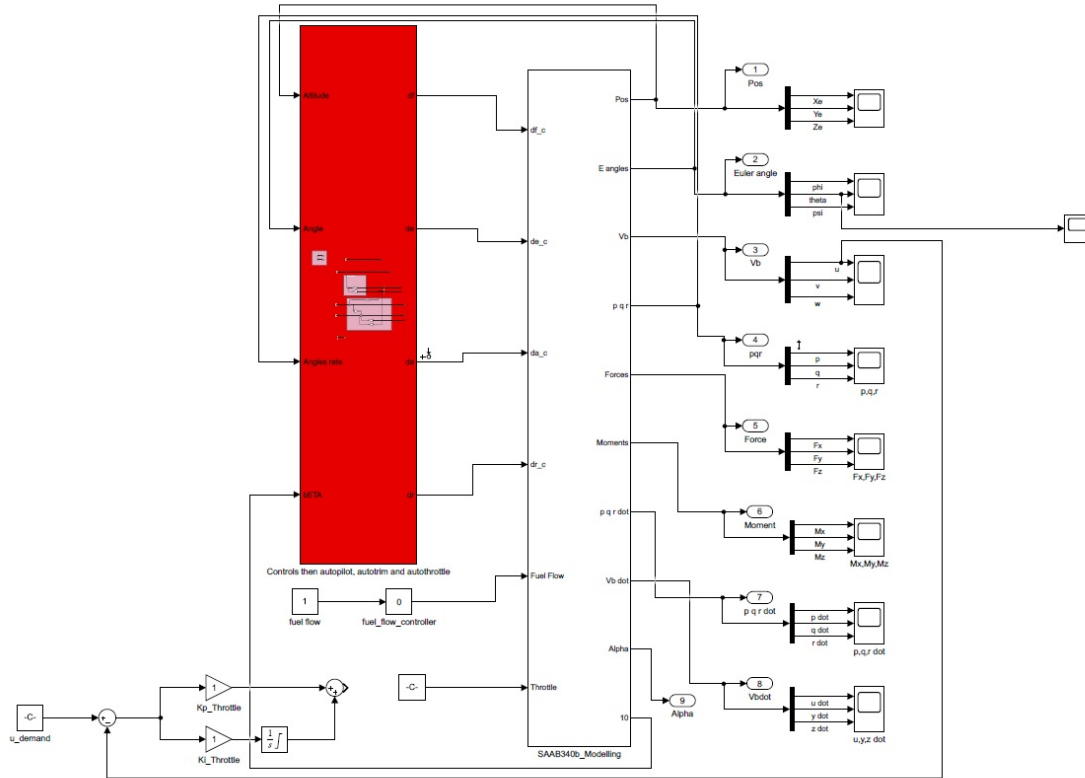 Pos
1
Pos
Altitude
df
df_c
Xe
Ye
Ze
E angles
2
Euler angle
phi
theta
psi
Angle
de
de_c
Vb
3
Vb
u
v
w
p q r
4
pqr
p
q
r
p,q,r
Angles rate
da_c
Forces
5
Force
Fx
Fy
Fz
Fx,Fy,Fz
Moments
dr_c
BETA
dr
p q r dot
6
Moment
Mx
My
Mz
Mx,My,Mz
Controls then autopilot, autotrim and autothrottle
Fuel Flow
Vb dot
1
fuel flow
0
fuel_flow_controller
7
p q r dot
p dot
q dot
r dot
p,q,r dot
Alpha
-C-
Throttle
8
Vbdot
u dot
y dot
z dot
u,y,z dot
9
Alpha
10
SAAB340b_Modelling
-C-
u_demand
1
Kp_Throttle
1
Ki_Throttle
1
s